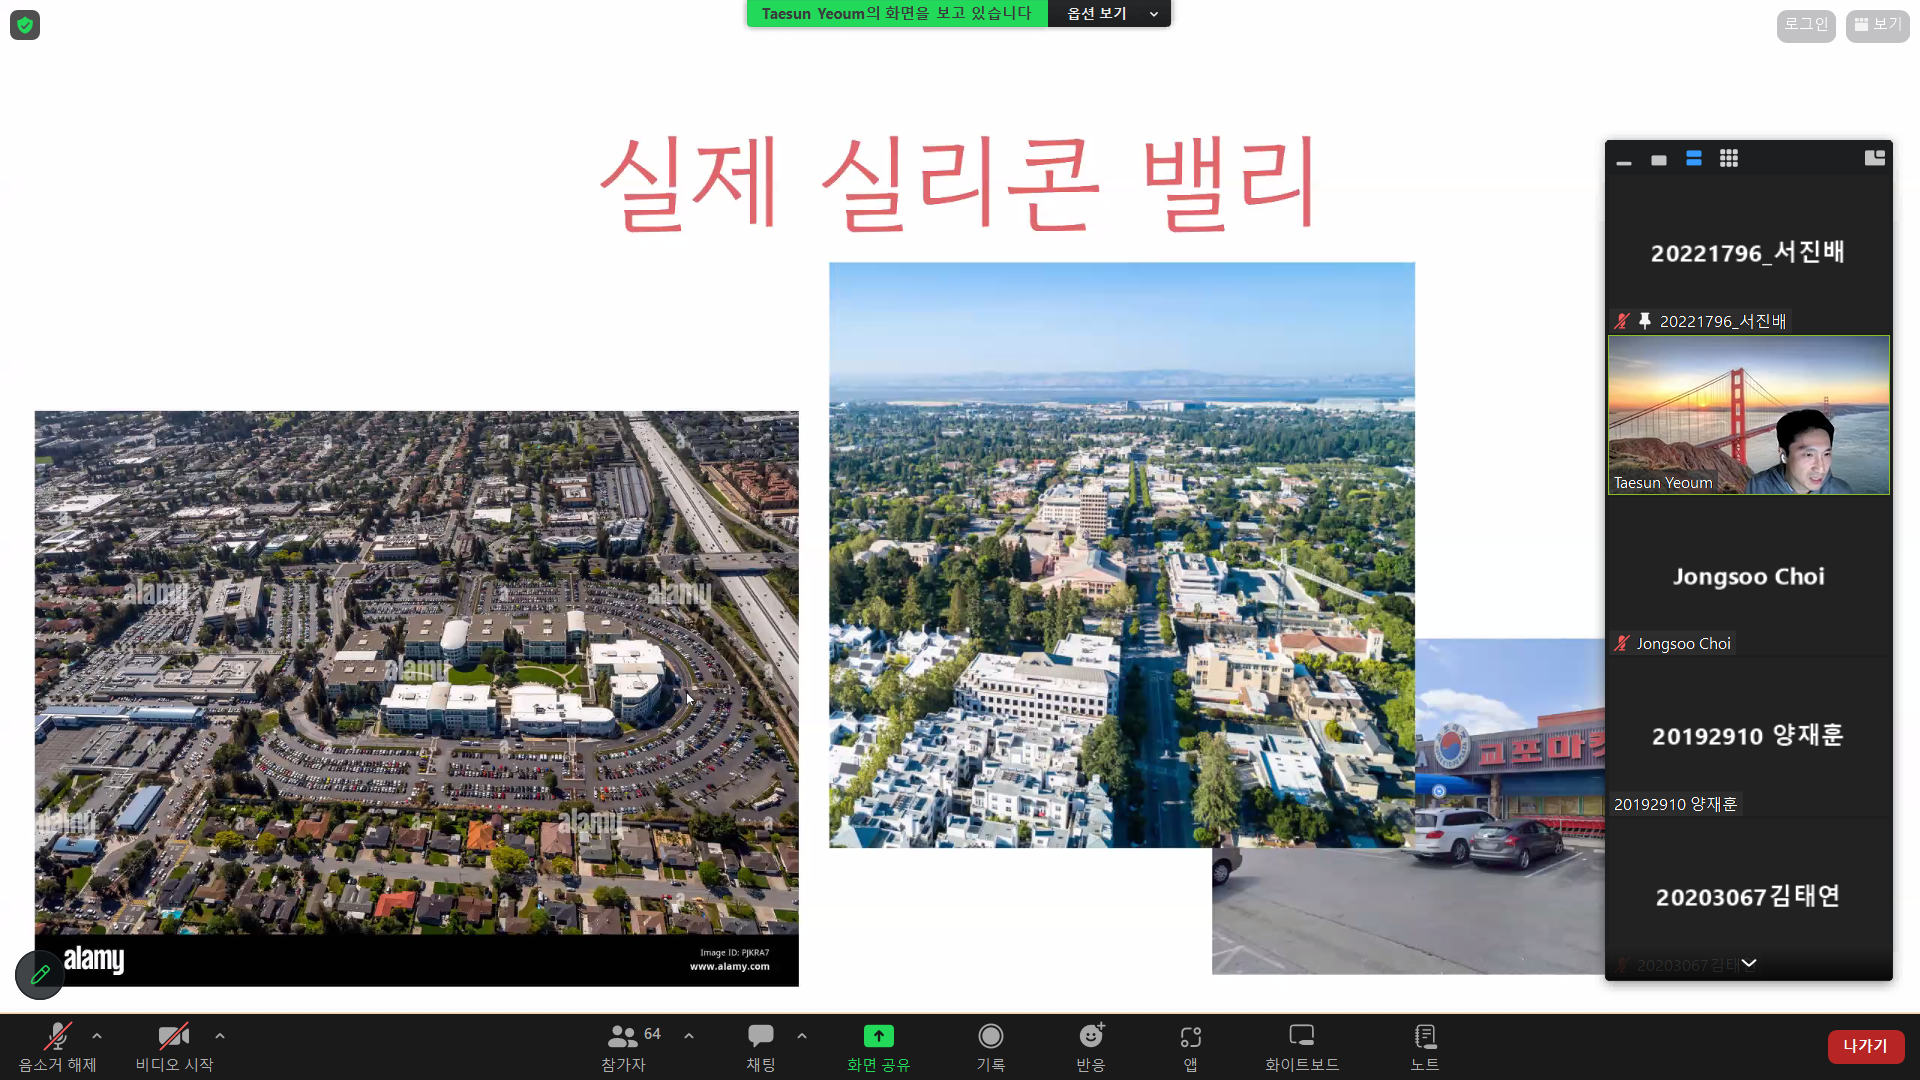 Taesun Yeoum의 화면을 보고 있습니다
옵션 보기
로그인
보기
실제 실리콘 밸리
20221796_서진배
20221796_서진배
Taesun Yeoum
Jongsoo Choi
Jongsoo Choi
20192910 양재훈
20192910 양재훈
20203067김태연
20203067김태연
교포마켓
alamy
alamy
alamy
alamy
alamy
alamy
Image ID: PJKRA7
www.alamy.com
음소거 해제
비디오 시작
64
참가자
채팅
화면 공유
기록
반응
앱
화이트보드
노트
나가기